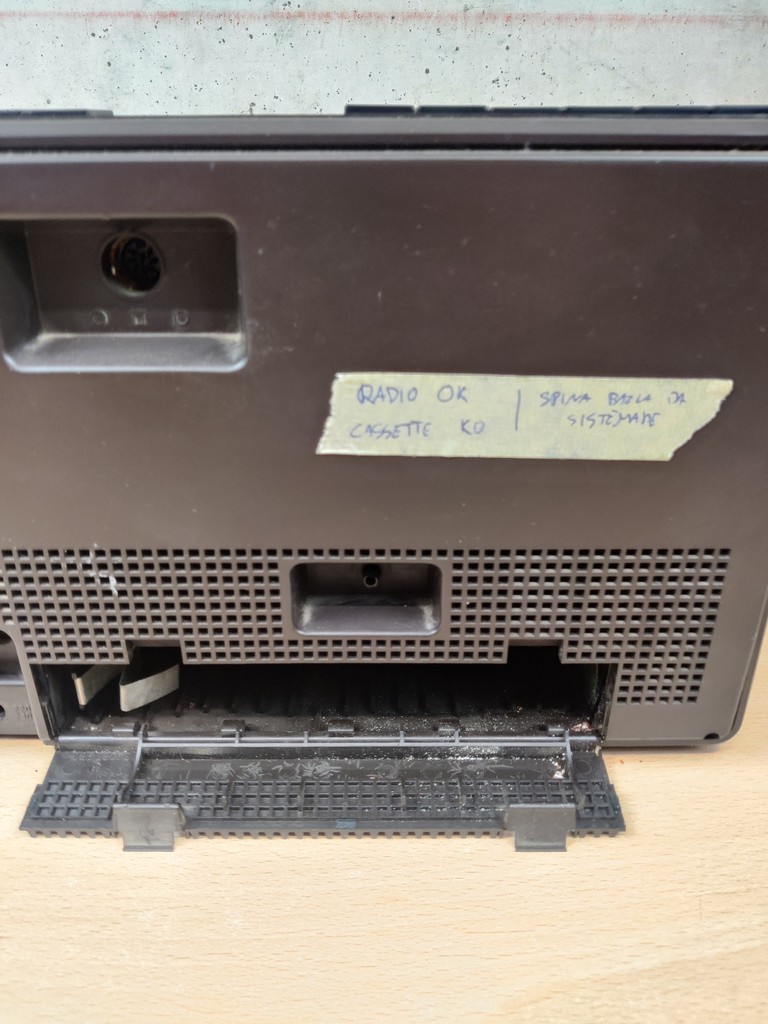 RADIO OK
CASSETTE KO
SPINA BALLA DA
SISTEMARE